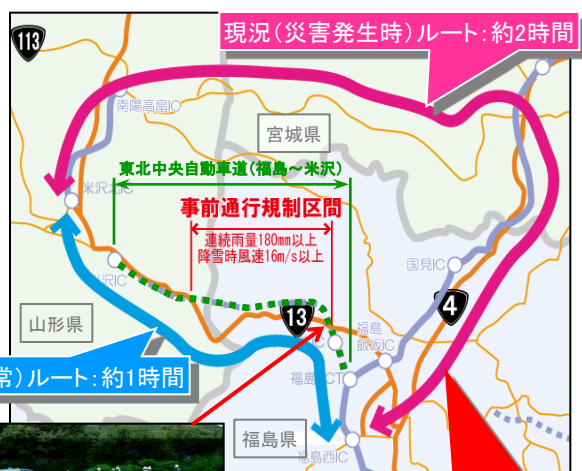 現況(災害発生時)ルート:約2時間
113
南陽高畠IC
宮城県
東北中央自動車道(福島〜米沢)
米沢北IC
事前通行規制区間
連続雨量180mm以上
降雪時風速16m/s以上
国見IC
米沢IC
4
13
山形県
福島
飯坂IC
IC
常)ルート:約1時間
福島JCT
福島県
福島西IC